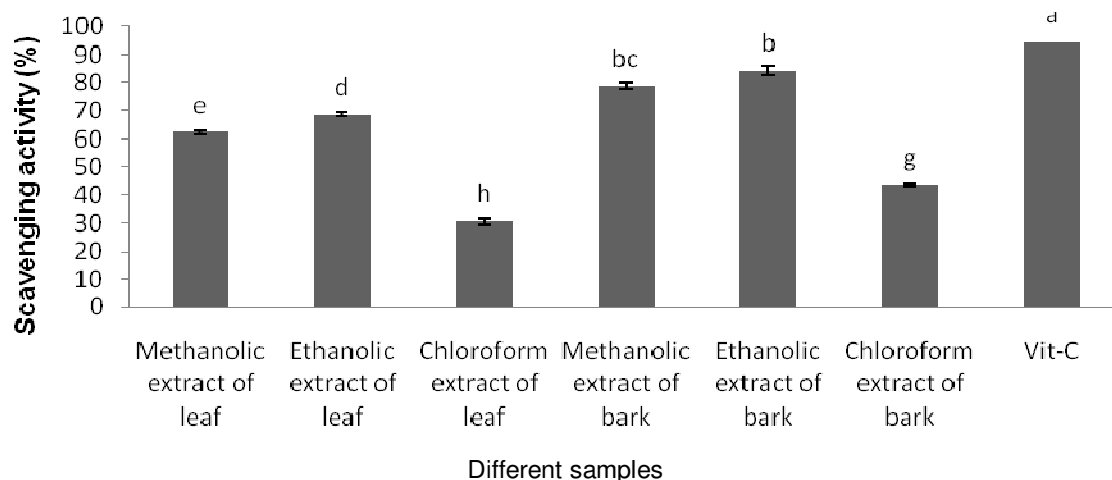 Scavenging activity (%)
100
90
80
70
60
50
40
30
20
10
0
e
d
h
bc
b
g
a
Methanolic
extract of
leaf
Ethanolic
extract of
leaf
Chloroform
extract of
leaf
Methanolic
extract of
bark
Ethanolic
extract of
bark
Chloroform
extract of
bark
Vit-C
Different samples